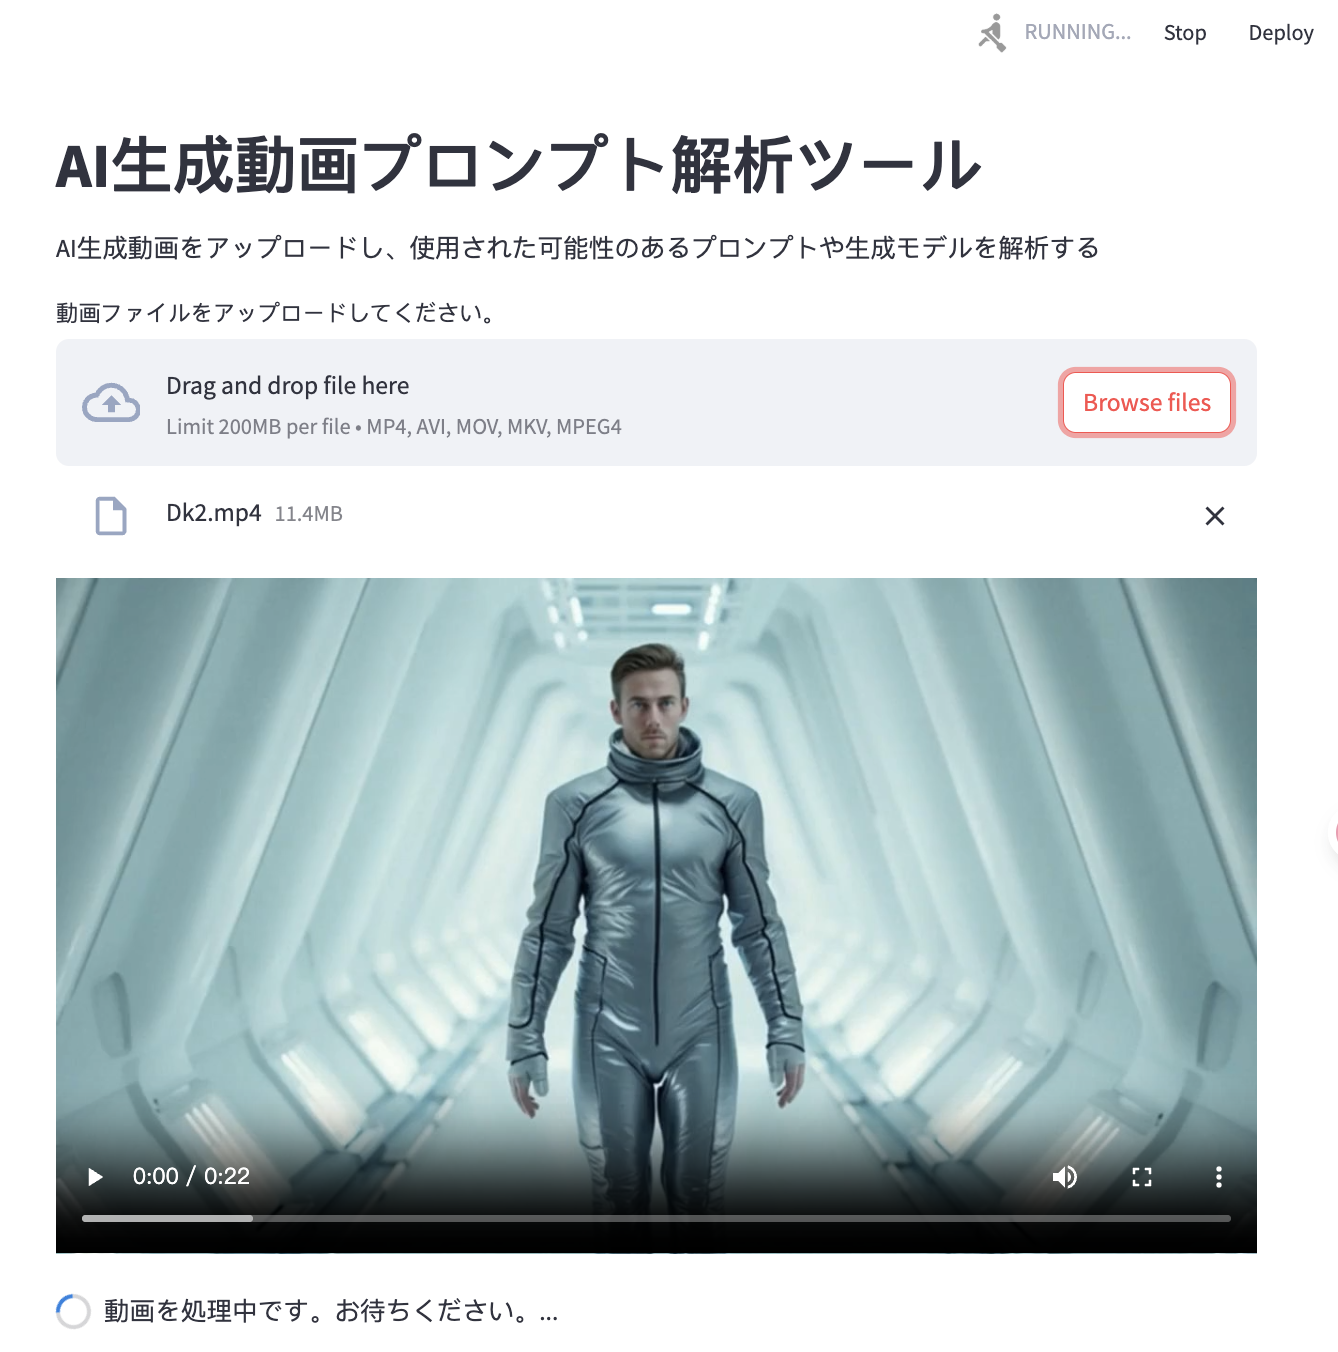 RUNNING... Stop Deploy
AI生成動画プロンプト解析ツール
AI生成動画をアップロードし、使用された可能性のあるプロンプトや生成モデルを解析する
動画ファイルをアップロードしてください。
Drag and drop file here
Limit 200MB per file • MP4, AVI, MOV, MKV, MPEG4
Browse files
Dk2.mp4 11.4MB
0:00 / 0:22
動画を処理中です。お待ちください。...